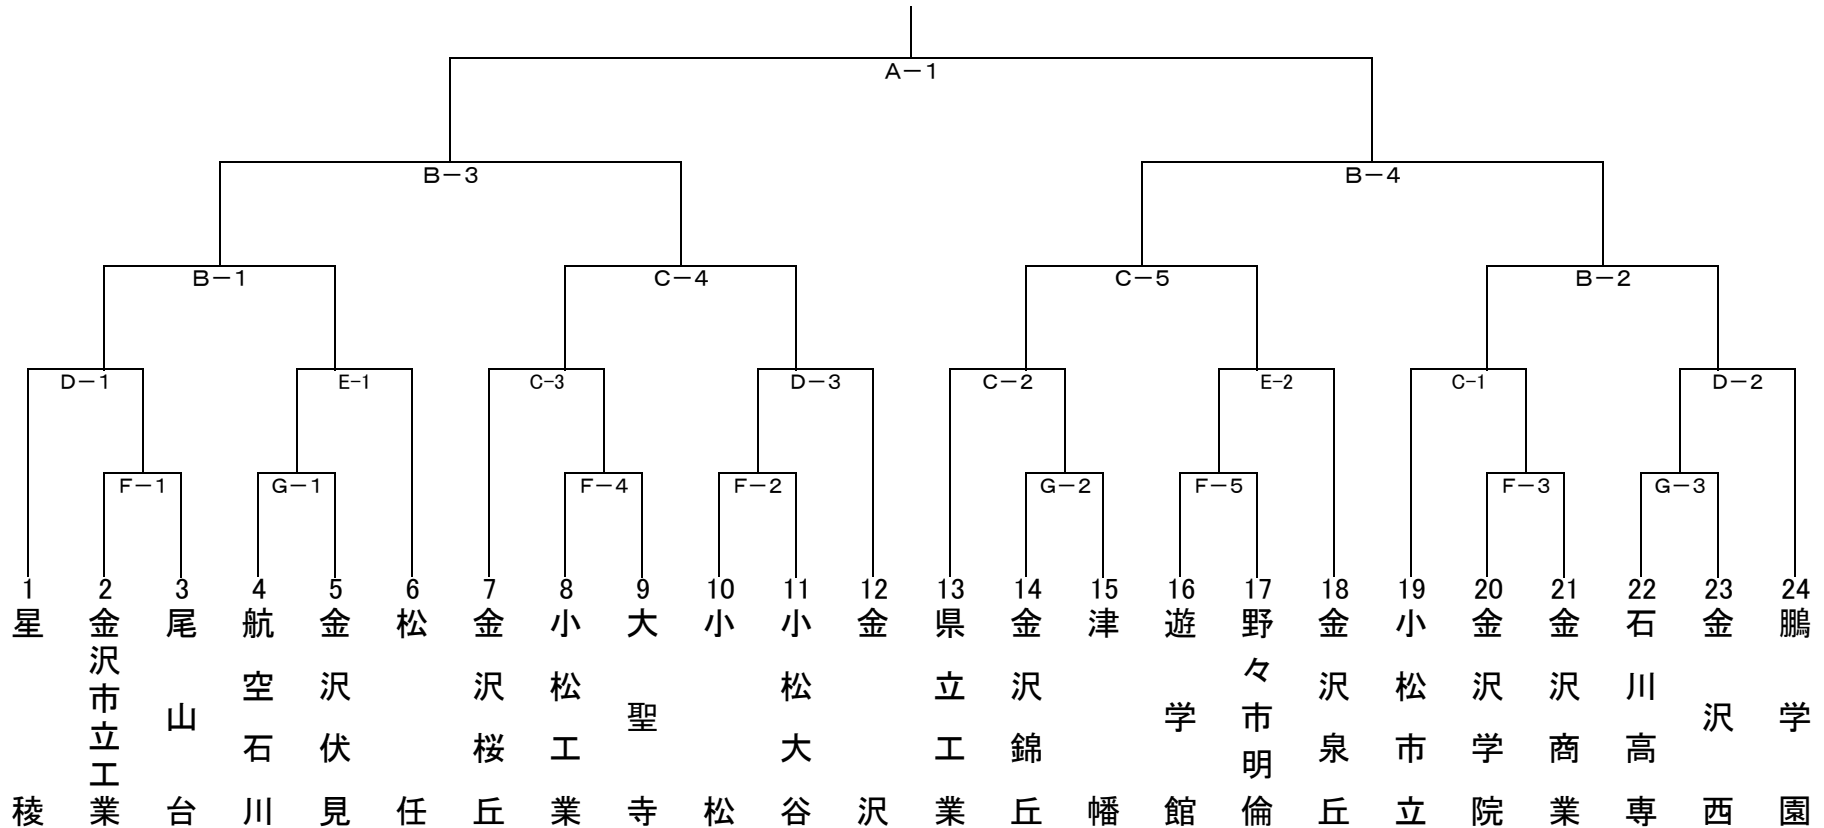 A－1
B－3
B－4
B－1
C－4
C－5
B－2
D－1
E-1
C-3
D－3
C－2
E-2
C-1
D－2
F－1
G－1
F－4
F－2
G－2
F－5
F－3
G－3
1
2
3
4
5
6
7
8
9
10
11
12
13
14
15
16
17
18
19
20
21
22
23
24
星稜
金沢市立工業
尾山台
航空石川
金沢伏見
松任
金沢桜丘
小松工業
大聖寺
小松
小松大谷
金沢
県立工業
金沢錦丘
津幡
遊学館
野々市明倫
金沢泉丘
小松市立
金沢学院
金沢商業
石川高専
金沢西
鵬学園